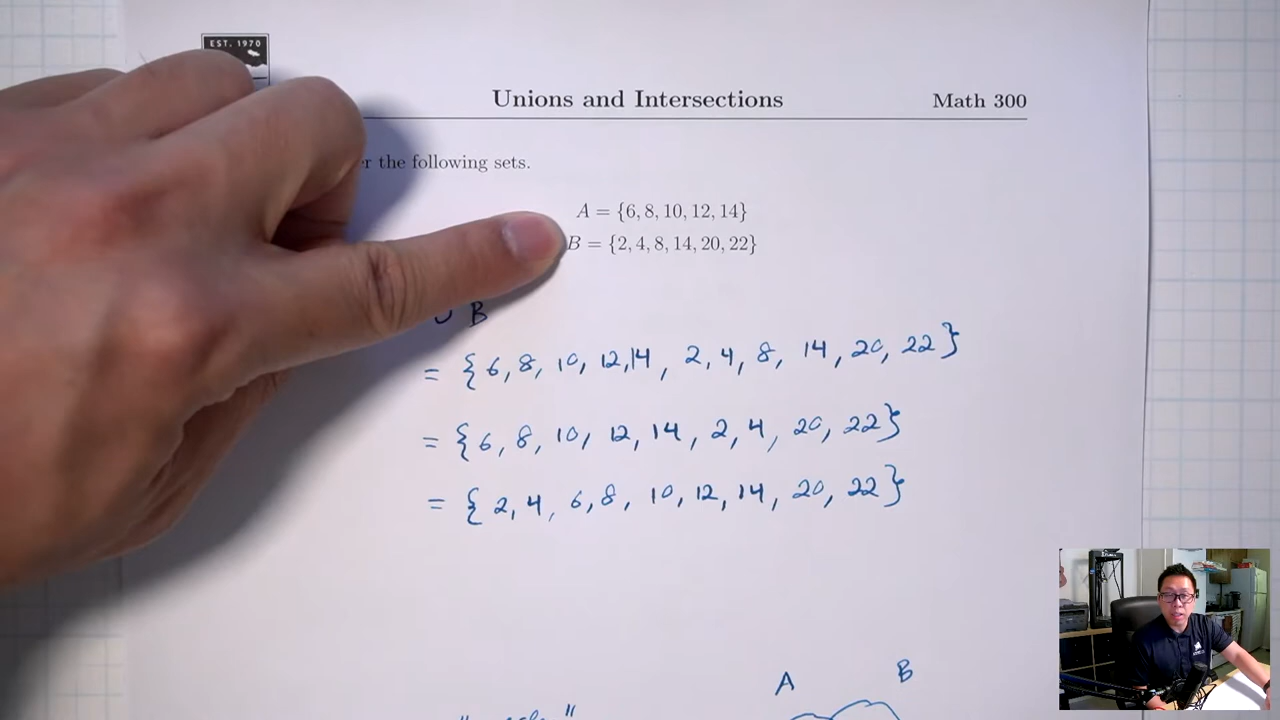 EST. 1970
Unions and Intersections Math 300
the following sets.
A = {6, 8, 10, 12, 14}
B = {2, 4, 8, 14, 20, 22}
∪ B
= {6, 8, 10, 12, 14, 2, 4, 8, 14, 20, 22}
= {6, 8, 10, 12, 14, 2, 4, 20, 22}
= {2, 4, 6, 8, 10, 12, 14, 20, 22}
A B